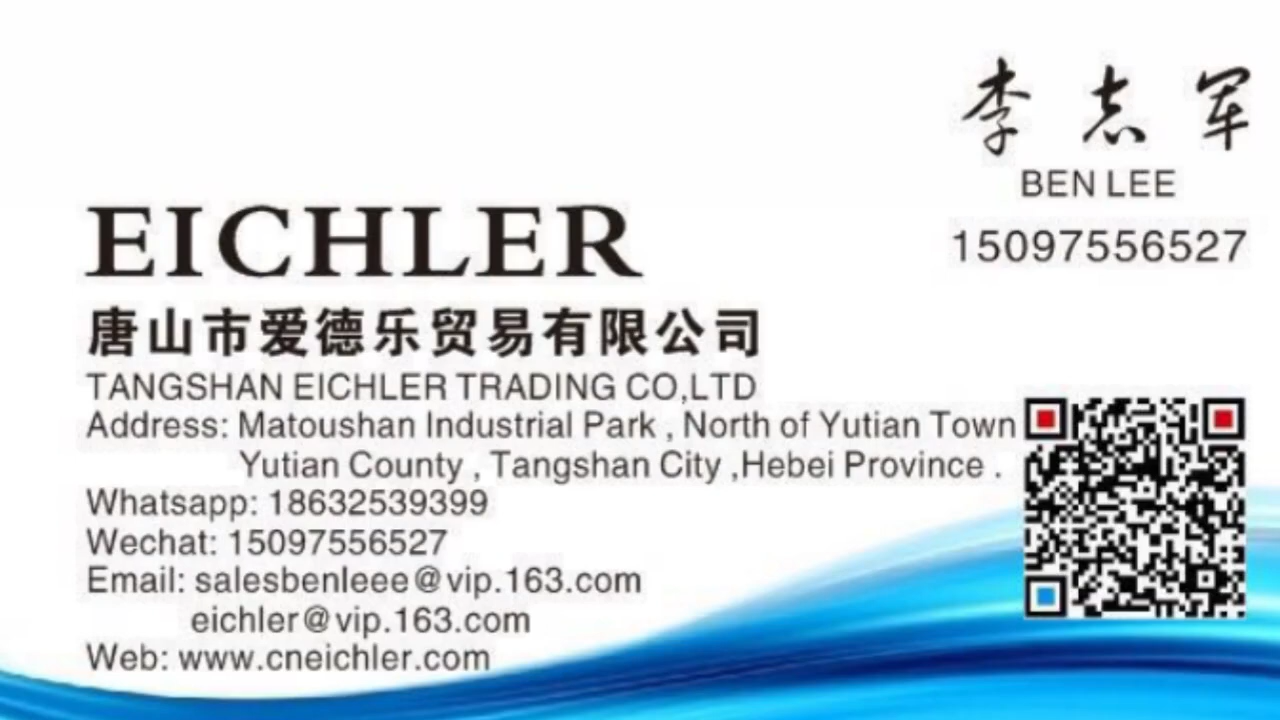 李志军
BEN LEE
15097556527
EICHLER
唐山市爱德乐贸易有限公司
TANGSHAN EICHLER TRADING CO,LTD
Address: Matoushan Industrial Park , North of Yutian Town
Yutian County , Tangshan City ,Hebei Province .
Whatsapp: 18632539399
Wechat: 15097556527
Email: salesbenleee@vip.163.com
eichler@vip.163.com
Web: www.cneichler.com